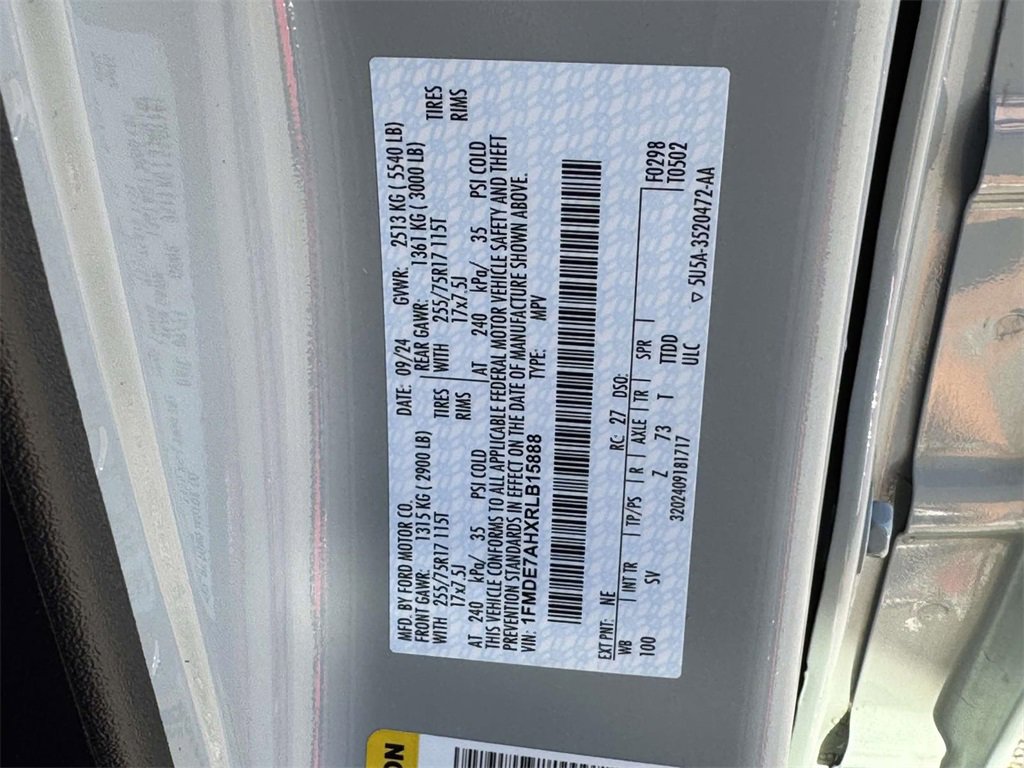 MFD. BY FORD MOTOR CO. DATE: 09/24 GVWR: 2513 KG ( 5540 LB)
FRONT GAWR: 1315 KG ( 2900 LB) REAR GAWR: 1361 KG ( 3000 LB)
WITH 255/75R17 115T TIRES WITH 255/75R17 115T TIRES
17x7.5J RIMS 17x7.5J RIMS
AT 240 kPa/ 35 PSI COLD AT 240 kPa/ 35 PSI COLD
THIS VEHICLE CONFORMS TO ALL APPLICABLE FEDERAL MOTOR VEHICLE SAFETY AND THEFT
PREVENTION STANDARDS IN EFFECT ON THE DATE OF MANUFACTURE SHOWN ABOVE.
VIN: 1FMDE7AHXRLB15888 TYPE: MPV
EXT PNT: NE RC: 27 DSO: F0298
WB INT TR TP/PS R AXLE TR SPR T0502
100 SV Z 73 T TTDD
320240918171​7 ULC
5U5A-3520472-AA
ON